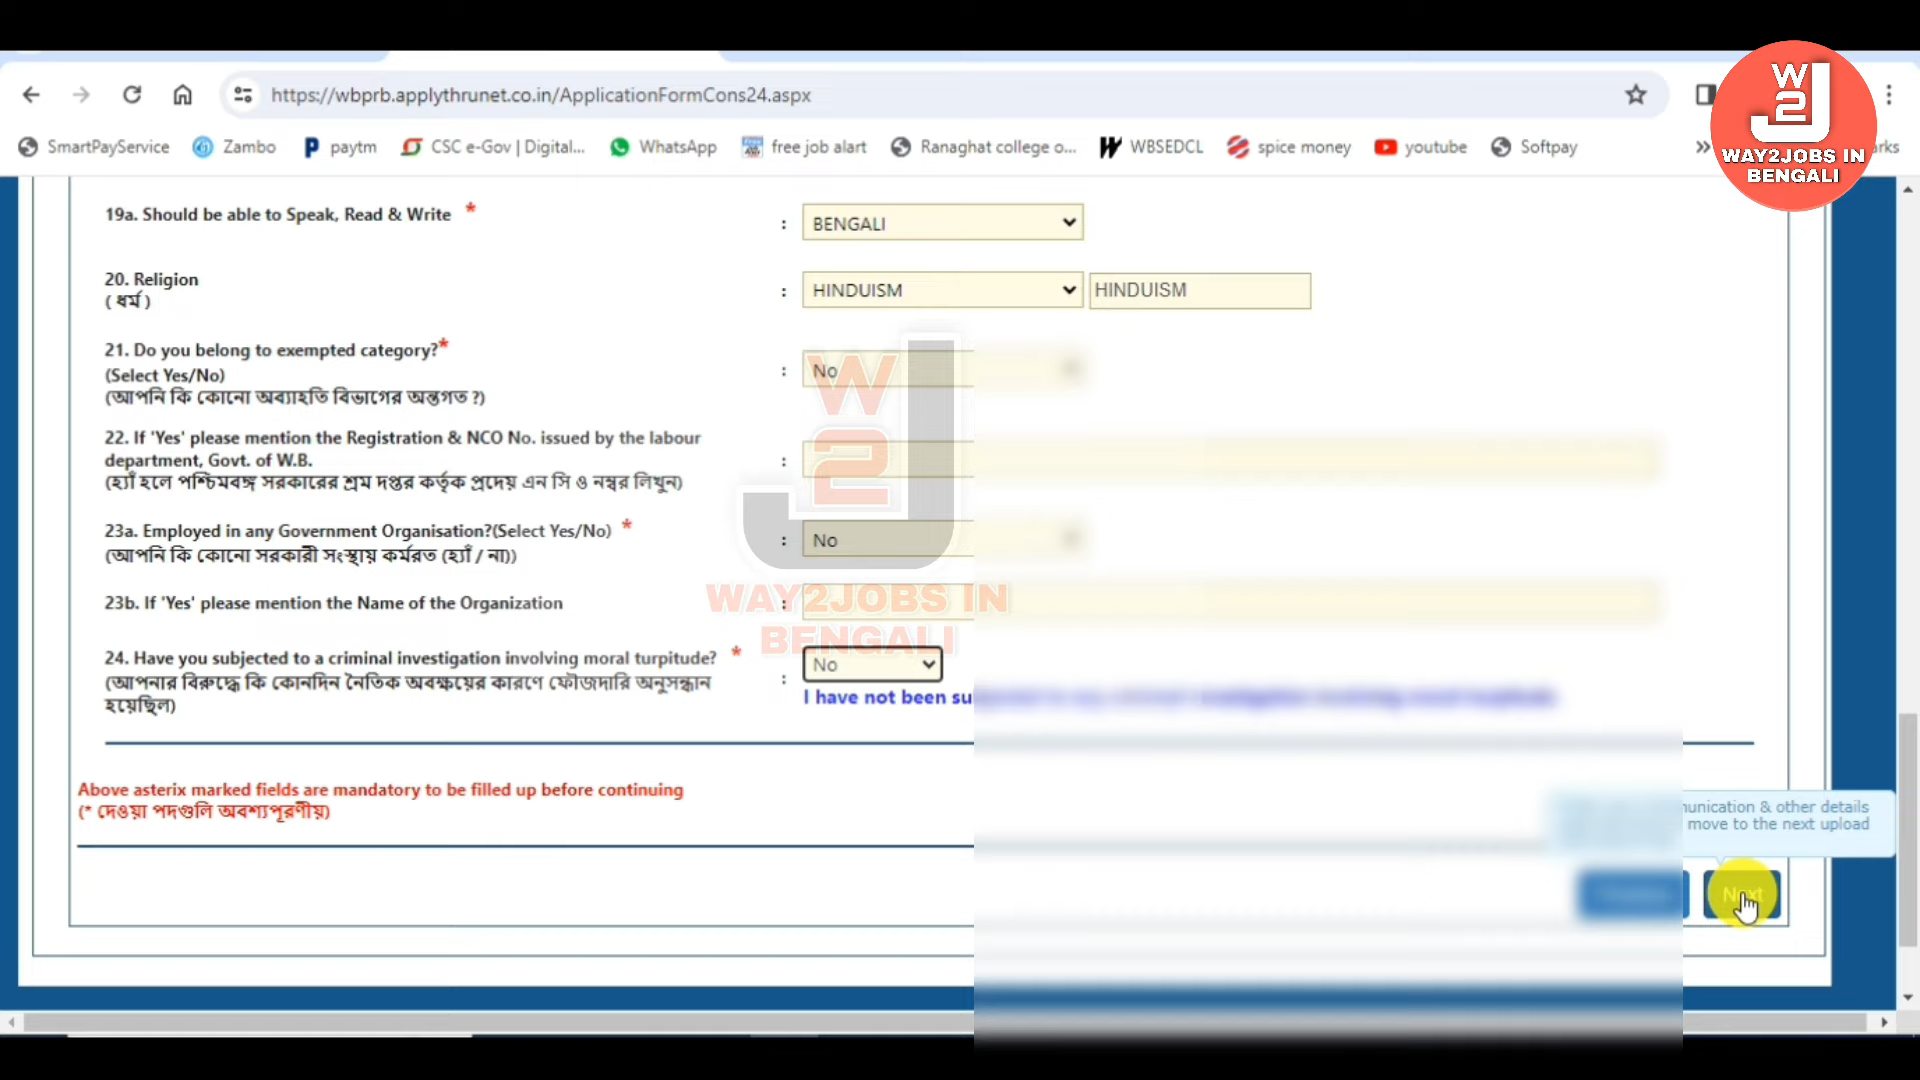 https://wbprb.applythrunet.co.in/ApplicationFormCons24.aspx
SmartPayService
Zambo
paytm
CSC e-Gov | Digital...
WhatsApp
free job alart
Ranaghat college o...
WBSEDCL
spice money
youtube
Softpay
W
2
J
WAY2JOBS IN
BENGALI
19a. Should be able to Speak, Read & Write *
: BENGALI
20. Religion
( ধর্ম )
: HINDUISM HINDUISM
21. Do you belong to exempted category?*
(Select Yes/No)
(আপনি কি কোনো অব্যাহতি বিভাগের অন্তগত ?)
: No
22. If 'Yes' please mention the Registration & NCO No. issued by the labour
department, Govt. of W.B.
(হ্যাঁ হলে পশ্চিমবঙ্গ সরকারের শ্রম দপ্তর কর্তৃক প্রদেয় এন সি ও নম্বর লিখুন)
:
23a. Employed in any Government Organisation?(Select Yes/No) *
(আপনি কি কোনো সরকারী সংস্থায় কর্মরত (হ্যাঁ / না))
: No
23b. If 'Yes' please mention the Name of the Organization
:
W
2
J
WAY2JOBS IN
BENGALI
24. Have you subjected to a criminal investigation involving moral turpitude? *
(আপনার বিরুদ্ধে কি কোনদিন নৈতিক অবক্ষয়ের কারণে ফৌজদারি অনুসন্ধান
হয়েছিল)
: No
I have not been
Above asterix marked fields are mandatory to be filled up before continuing
(* দেওয়া পদগুলি অবশ্যপূরণীয়)
& other details
move to the next upload
Next